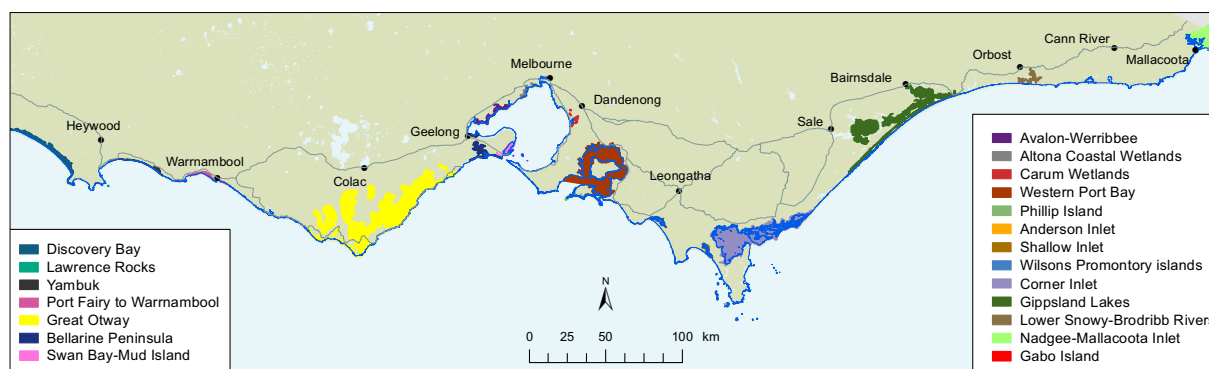 Cann River
Orbost
Mallacoota
Melbourne
Bairnsdale
Dandenong
Heywood
Geelong
Sale
Warrnambool
Colac
Leongatha
Discovery Bay
Lawrence Rocks
Yambuk
Port Fairy to Warrnambool
Great Otway
Bellarine Peninsula
Swan Bay-Mud Island
N
0 25 50 100 km
Avalon-Werribbee
Altona Coastal Wetlands
Carum Wetlands
Western Port Bay
Phillip Island
Anderson Inlet
Shallow Inlet
Wilsons Promontory islands
Corner Inlet
Gippsland Lakes
Lower Snowy-Brodribb Rivers
Nadgee-Mallacoota Inlet
Gabo Island